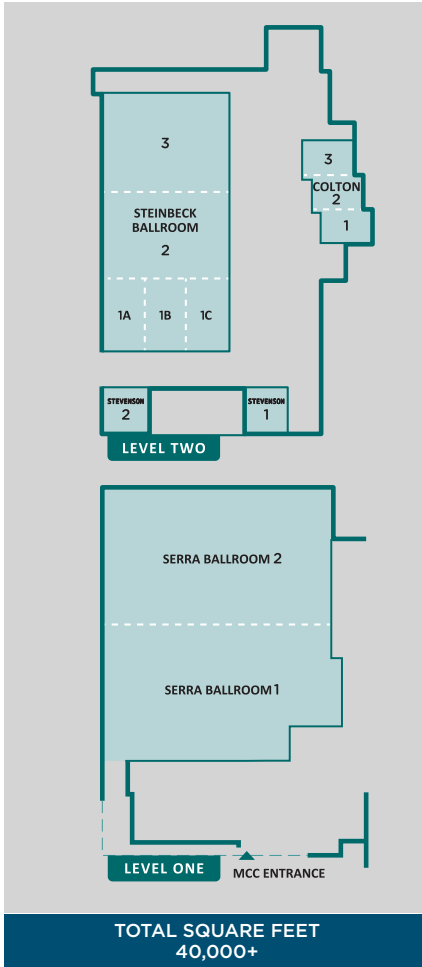 3
STEINBECK
BALLROOM
2
1A 1B 1C
3
COLTON
2
1
STEVENSON
2
STEVENSON
1
LEVEL TWO
SERRA BALLROOM 2
SERRA BALLROOM 1
LEVEL ONE
MCC ENTRANCE
TOTAL SQUARE FEET
40,000+